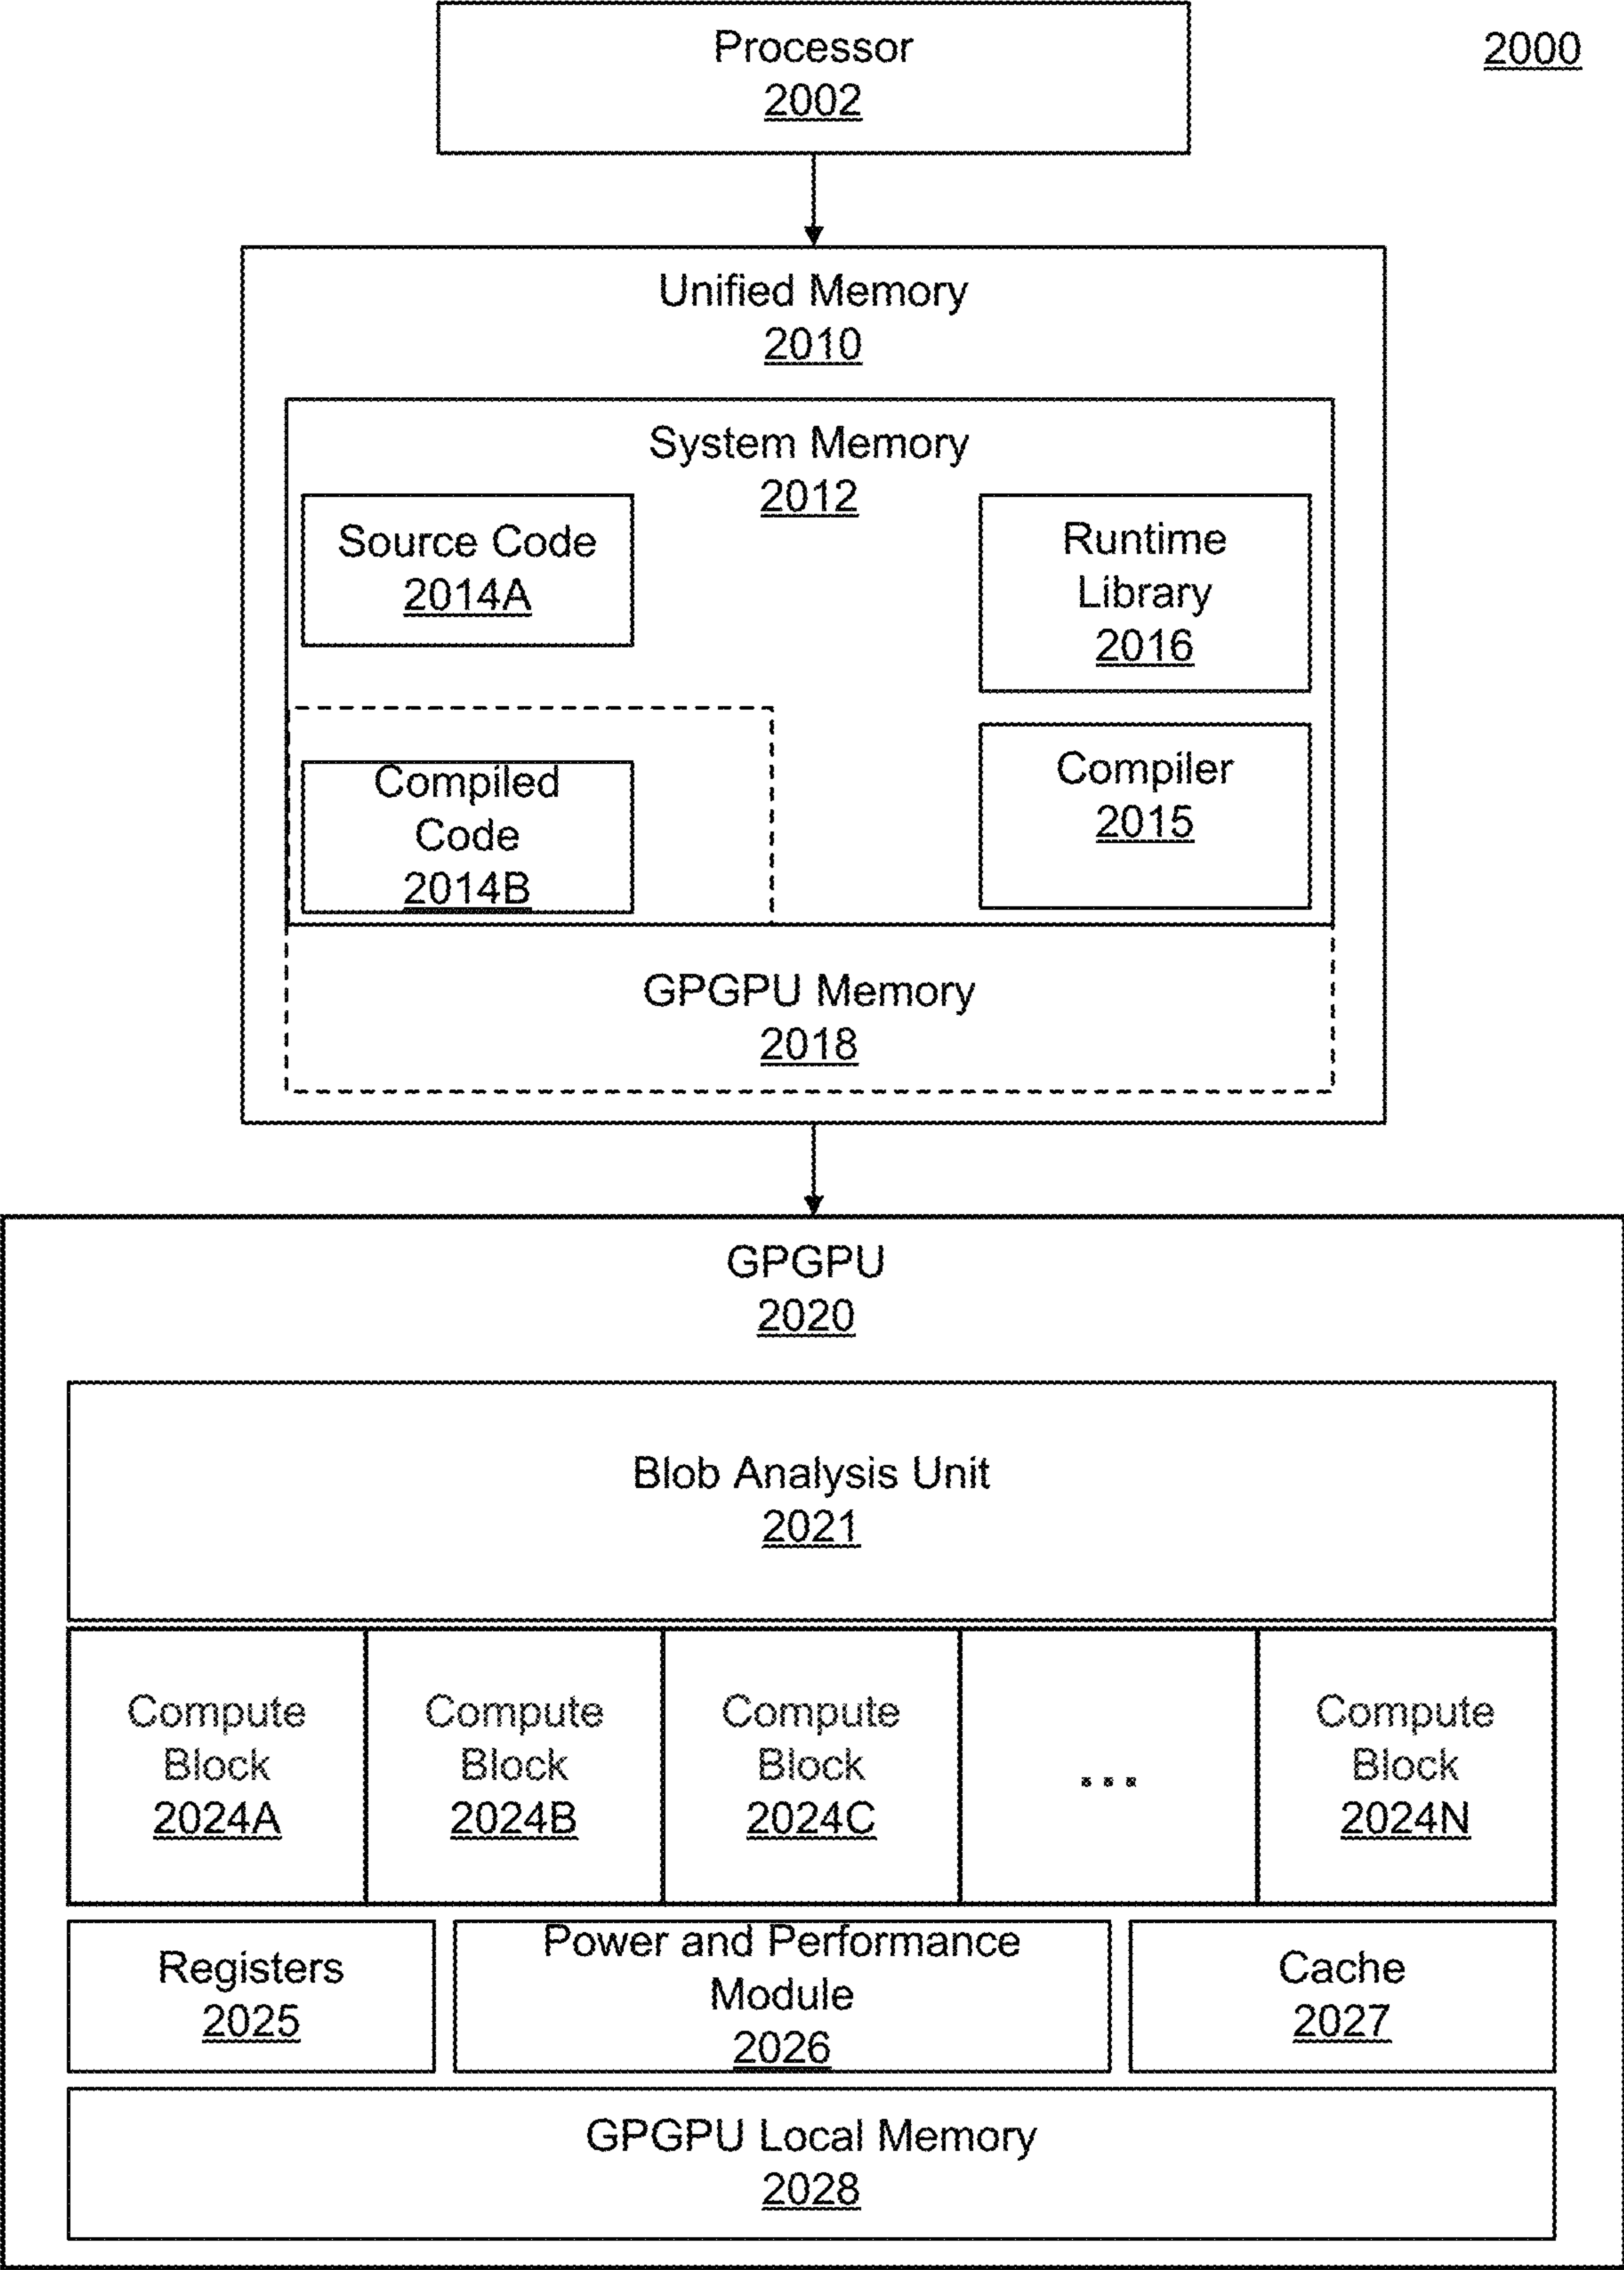 Processor
2002
2000
Unified Memory
2010
System Memory
2012
Source Code
2014A
Runtime
Library
2016
Compiled
Code
2014B
Compiler
2015
GPGPU Memory
2018
GPGPU
2020
Blob Analysis Unit
2021
Compute
Block
2024A
Compute
Block
2024B
Compute
Block
2024C
...
Compute
Block
2024N
Registers
2025
Power and Performance
Module
2026
Cache
2027
GPGPU Local Memory
2028